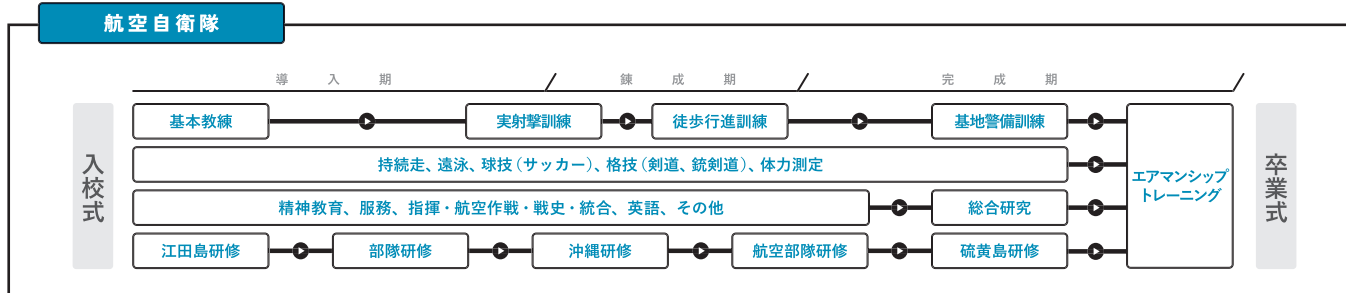 航空自衛隊
導入期
錬成期
完成期
入校式
基本教練
実射撃訓練
徒歩行進訓練
基地警備訓練
持続走、遠泳、球技(サッカー)、格技(剣道、銃剣道)、体力測定
精神教育、服務、指揮・航空作戦・戦史・統合、英語、その他
総合研究
江田島研修
部隊研修
沖縄研修
航空部隊研修
硫黄島研修
エアマンシップ
トレーニング
卒業式